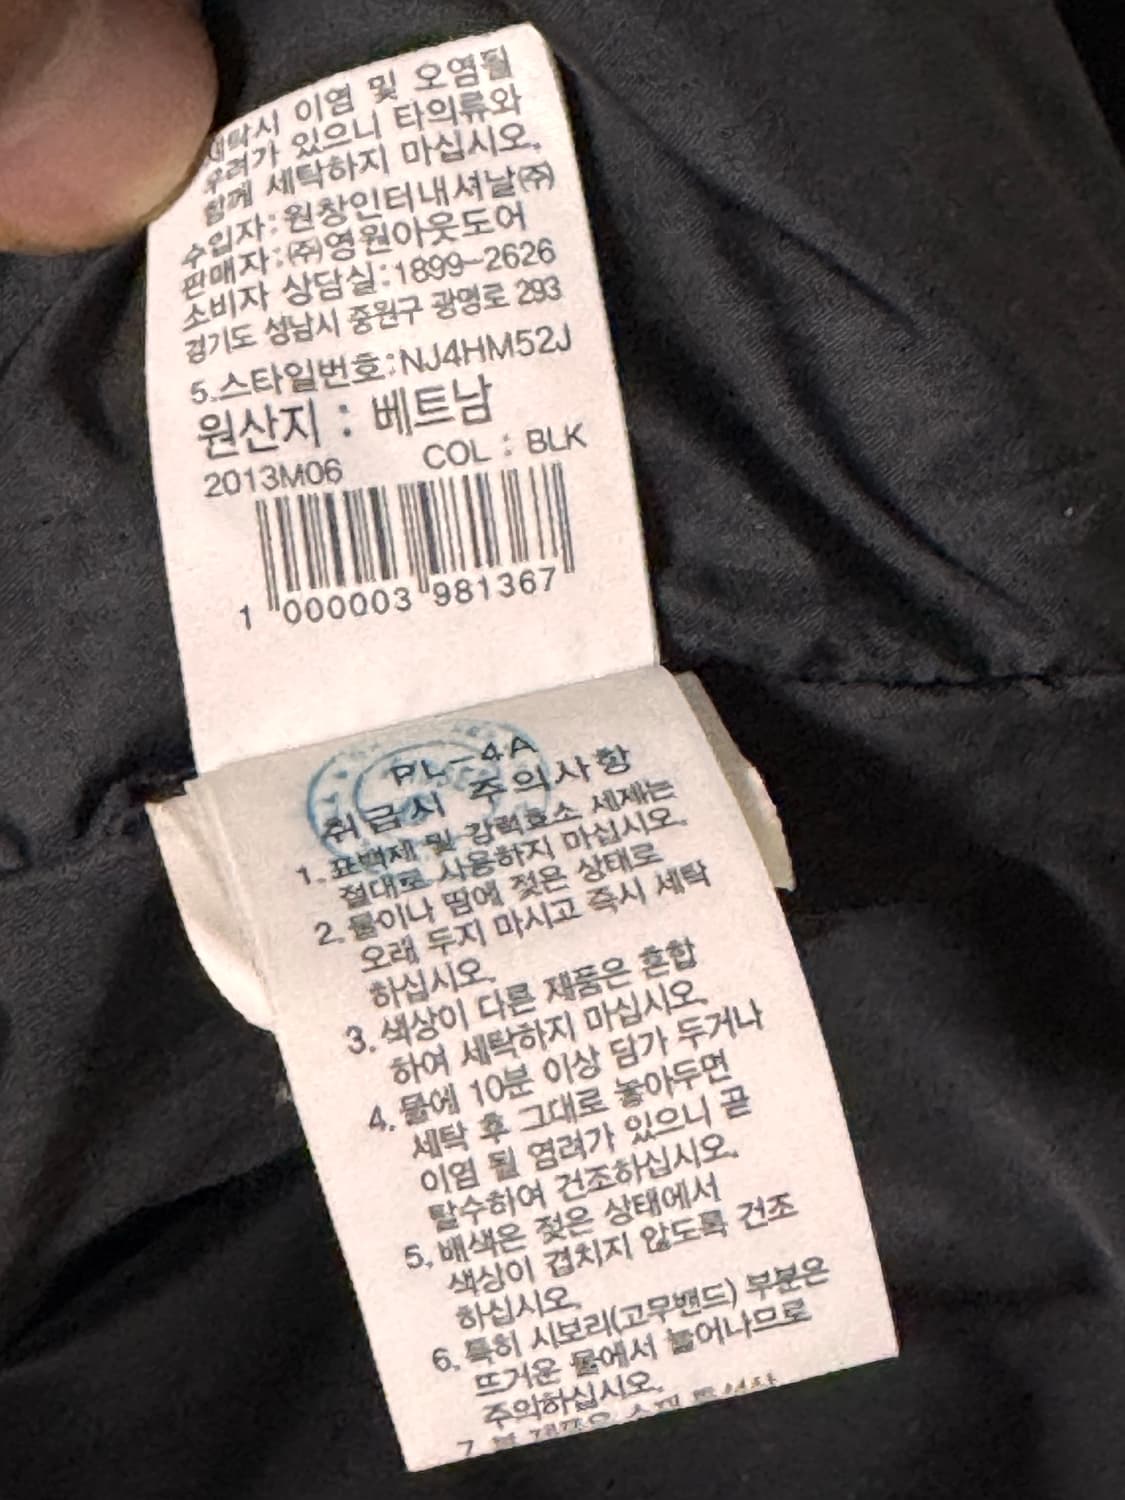 세탁시 이염 및 오염될
우려가 있으니 타의류와
함께 세탁하지 마십시오.
수입자:원창인터내셔날㈜
판매자:㈜영원아웃도어
소비자 상담실:1899-2626
경기도 성남시 중원구 광명로 293
5.스타일번호:NJ4HM52J
원산지 : 베트남
2013M06 COL : BLK
1 000003 981367
PL-4A
취급시 주의사항
1. 표백제 및 강력효소 세제는
절대로 사용하지 마십시오.
2. 물이나 땀에 젖은 상태로
오래 두지 마시고 즉시 세탁
하십시오.
3. 색상이 다른 제품은 혼합
하여 세탁하지 마십시오.
4. 물에 10분 이상 담가 두거나
세탁 후 그대로 놓아두면
이염 될 염려가 있으니 곧
탈수하여 건조하십시오.
5. 배색은 젖은 상태에서
색상이 겹치지 않도록 건조
하십시오.
6. 특히 시보리(고무밴드) 부분은
뜨거운 물에서 늘어나므로
주의하십시오.
7. 본 제품은